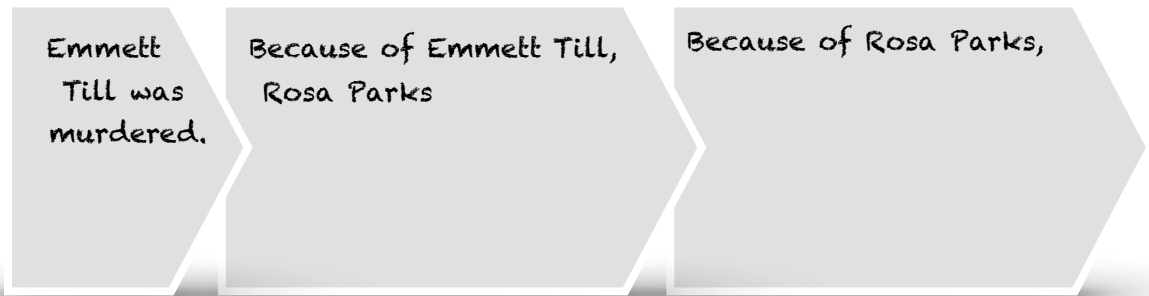 Emmett
Till was
murdered.
Because of Emmett Till,
Rosa Parks
Because of Rosa Parks,